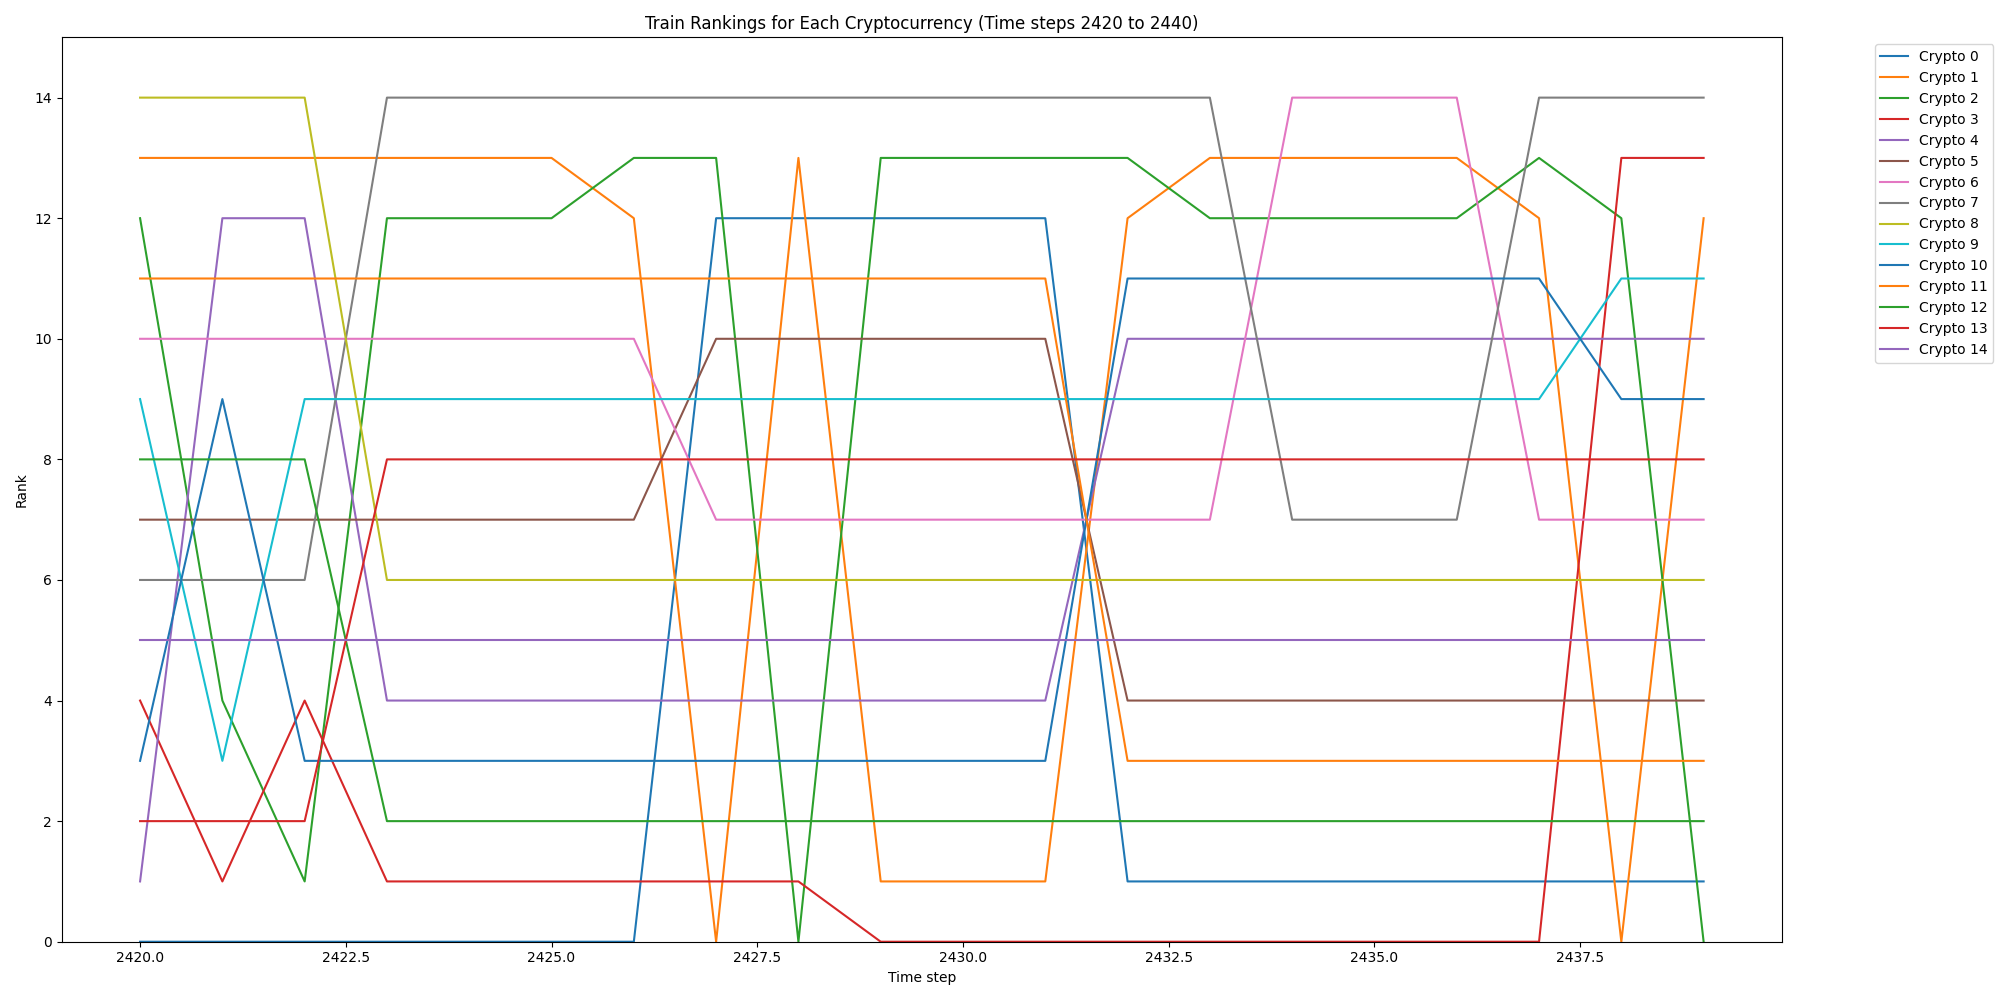 Train Rankings for Each Cryptocurrency (Time steps 2420 to 2440)
Rank
14
12
10
8
6
4
2
0
2420.0 2422.5 2425.0 2427.5 2430.0 2432.5 2435.0 2437.5
Time step
Crypto 0
Crypto 1
Crypto 2
Crypto 3
Crypto 4
Crypto 5
Crypto 6
Crypto 7
Crypto 8
Crypto 9
Crypto 10
Crypto 11
Crypto 12
Crypto 13
Crypto 14